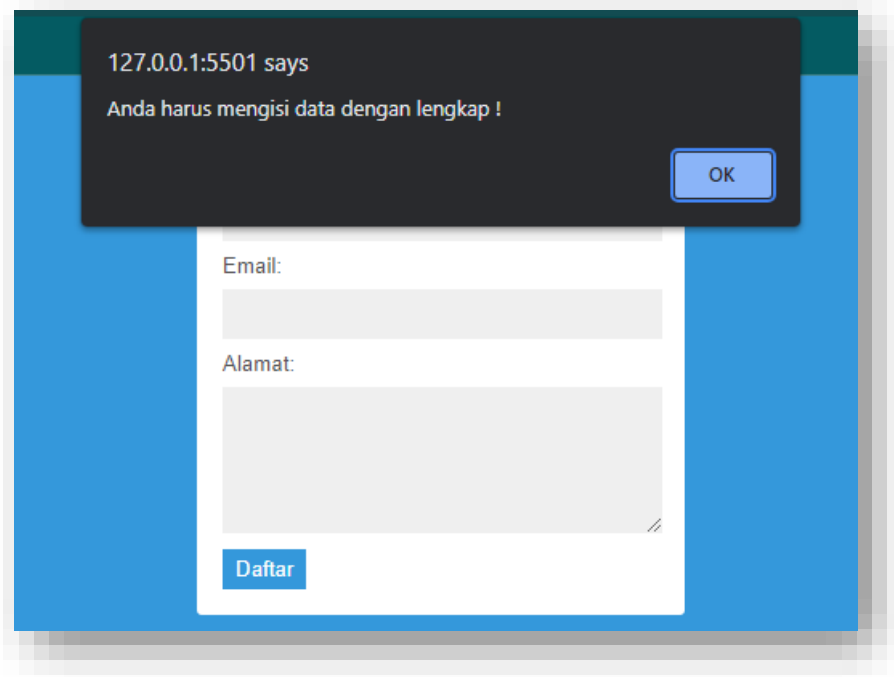 127.0.0.1:5501 says
Anda harus mengisi data dengan lengkap !
OK
Email:
Alamat:
Daftar